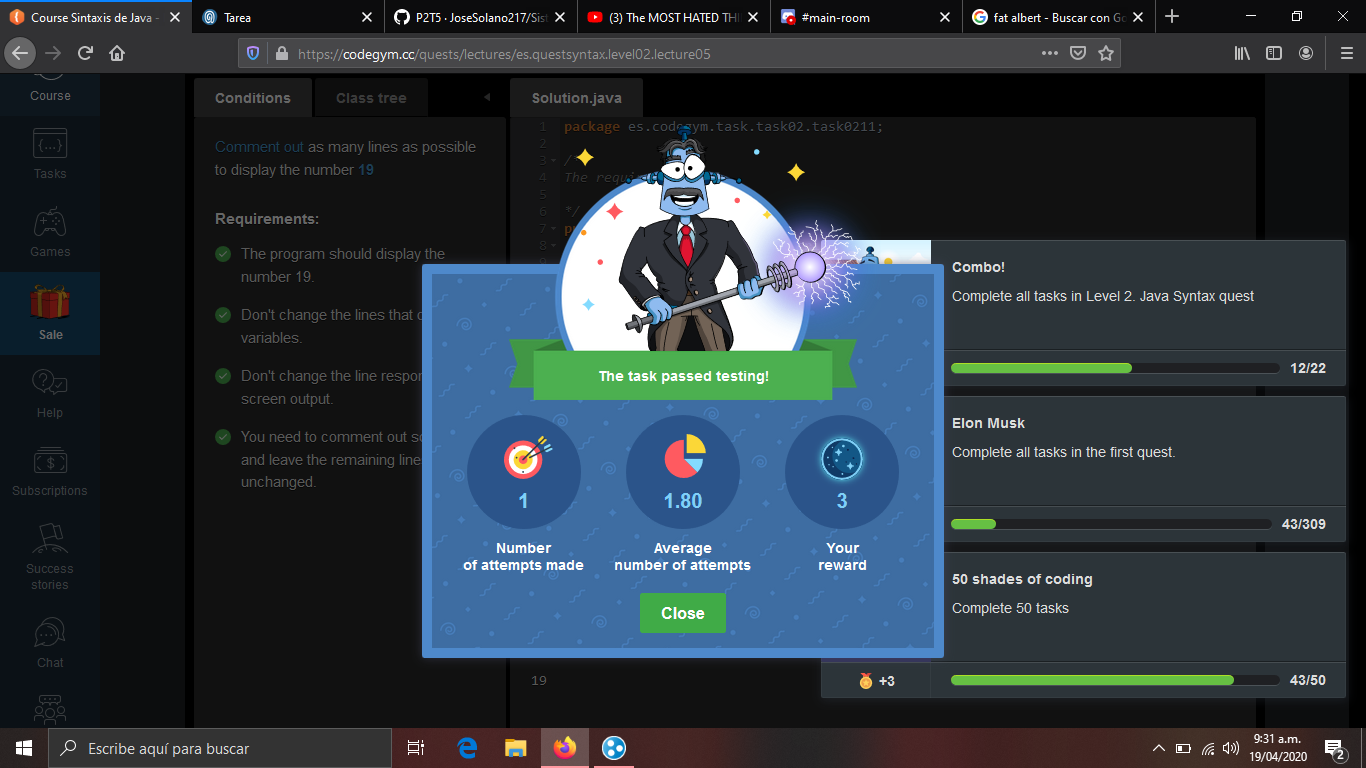 Course Sintaxis de Java -
Tarea
P2T5 · JoseSolano217/Sist
(3) The MOST HATED TH
#main-room
fat albert - Buscar con Go
https://codegym.cc/quests/lectures/es.questsyntax.level02.lecture05
Course
Tasks
Games
Sale
Help
Subscriptions
Success
stories
Chat
Conditions
Class tree
Comment out as many lines as possible
to display the number 19
Requirements:
The program should display the
number 19.
Don't change the lines that
variables.
Don't change the line
screen output.
You need to comment out
and leave the remaining
unchanged.
Solution.java
1 package es.codegym.task.task02.task0211;
2
3 /
4 The
5
6 */
7
8
19
The task passed testing!
1
Number
of attempts made
1.80
Average
number of attempts
3
Your
reward
Close
Combo!
Complete all tasks in Level 2. Java Syntax quest
12/22
Elon Musk
Complete all tasks in the first quest.
43/309
50 shades of coding
Complete 50 tasks
+3
43/50
Escribe aquí para buscar
9:31 a.m.
19/04/2020
2